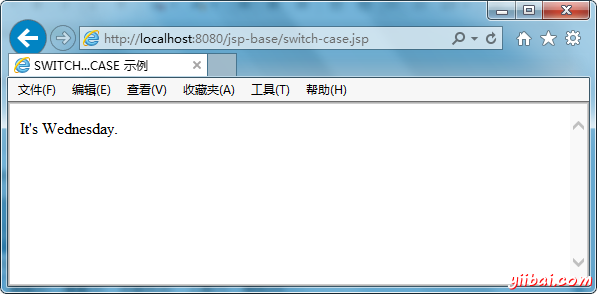 http://localhost:8080/jsp-base/switch-case.jsp
SWITCH...CASE 示例
文件(F) 编辑(E) 查看(V) 收藏夹(A) 工具(T) 帮助(H)
It's Wednesday.
yiibai.com